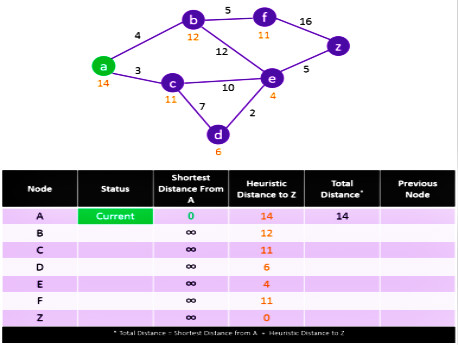 5
16
b
f
z
4
12
11
12
5
a
3
c
10
e
14
11
7
2
4
d
6
Node Status Shortest Distance From A Heuristic Distance to Z Total Distance* Previous Node
A Current 0 14 14
B ∞ 12
C ∞ 11
D ∞ 6
E ∞ 4
F ∞ 11
Z ∞ 0
* Total Distance = Shortest Distance from A + Heuristic Distance to Z